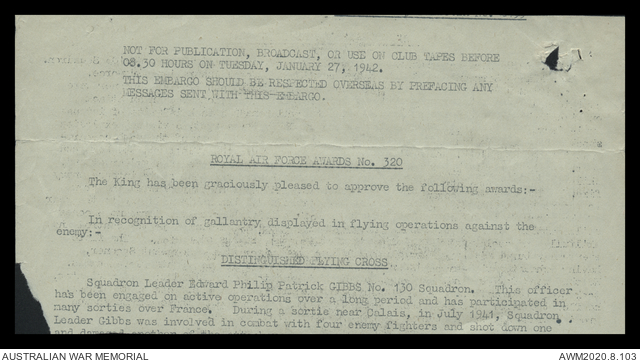 NOT FOR PUBLICATION, BROADCAST, OR USE ON CLUB TAPES BEFORE
08.30 HOURS ON TUESDAY, JANUARY 27, 1942.
THIS EMBARGO SHOULD BE RESPECTED OVERSEAS BY PREFACING ANY
MESSAGES SENT WITH THIS EMBARGO.
ROYAL AIR FORCE AWARDS No. 320
The King has been graciously pleased to approve the following awards:-
In recognition of gallantry displayed in flying operations against the
enemy:-
DISTINGUISHED FLYING CROSS
Squadron Leader Edward Philip Patrick GIBBS No. 130 Squadron. This officer
has been engaged on active operations over a long period and has participated in
many sorties over France. During a sortie near Calais, in July 1941, Squadron
Leader Gibbs was involved in combat with four enemy fighters and shot down one
and damaged another of the
AUSTRALIAN WAR MEMORIAL
AWM2020.8.103